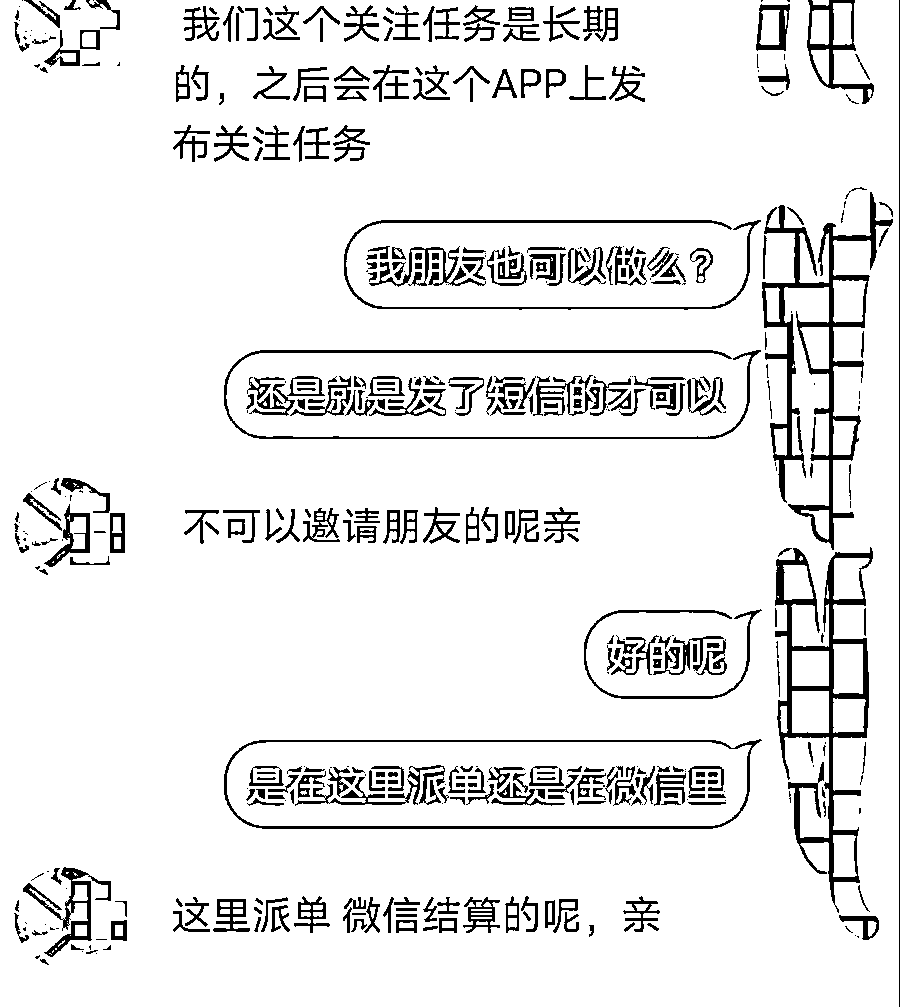 我们这个关注任务是长期
的，之后会在这个APP上发
布关注任务
我朋友也可以做么？
还是就是发了短信的才可以
不可以邀请朋友的呢亲
好的呢
是在这里派单还是在微信里
这里派单 微信结算的呢，亲